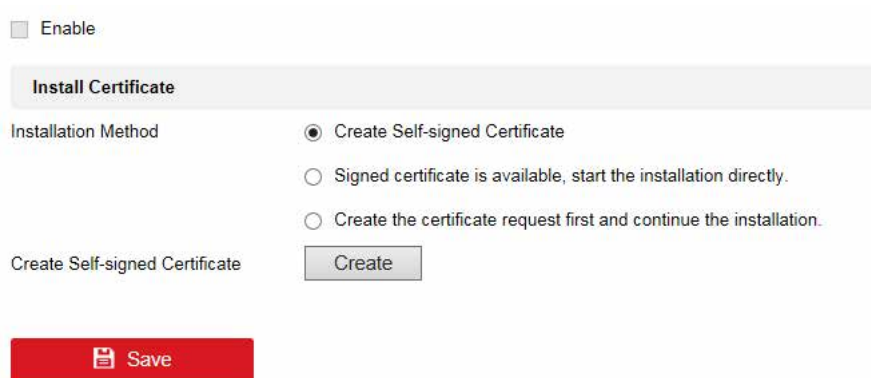 Enable
Install Certificate
Installation Method
Create Self-signed Certificate
Signed certificate is available, start the installation directly.
Create the certificate request first and continue the installation.
Create Self-signed Certificate
Create
Save